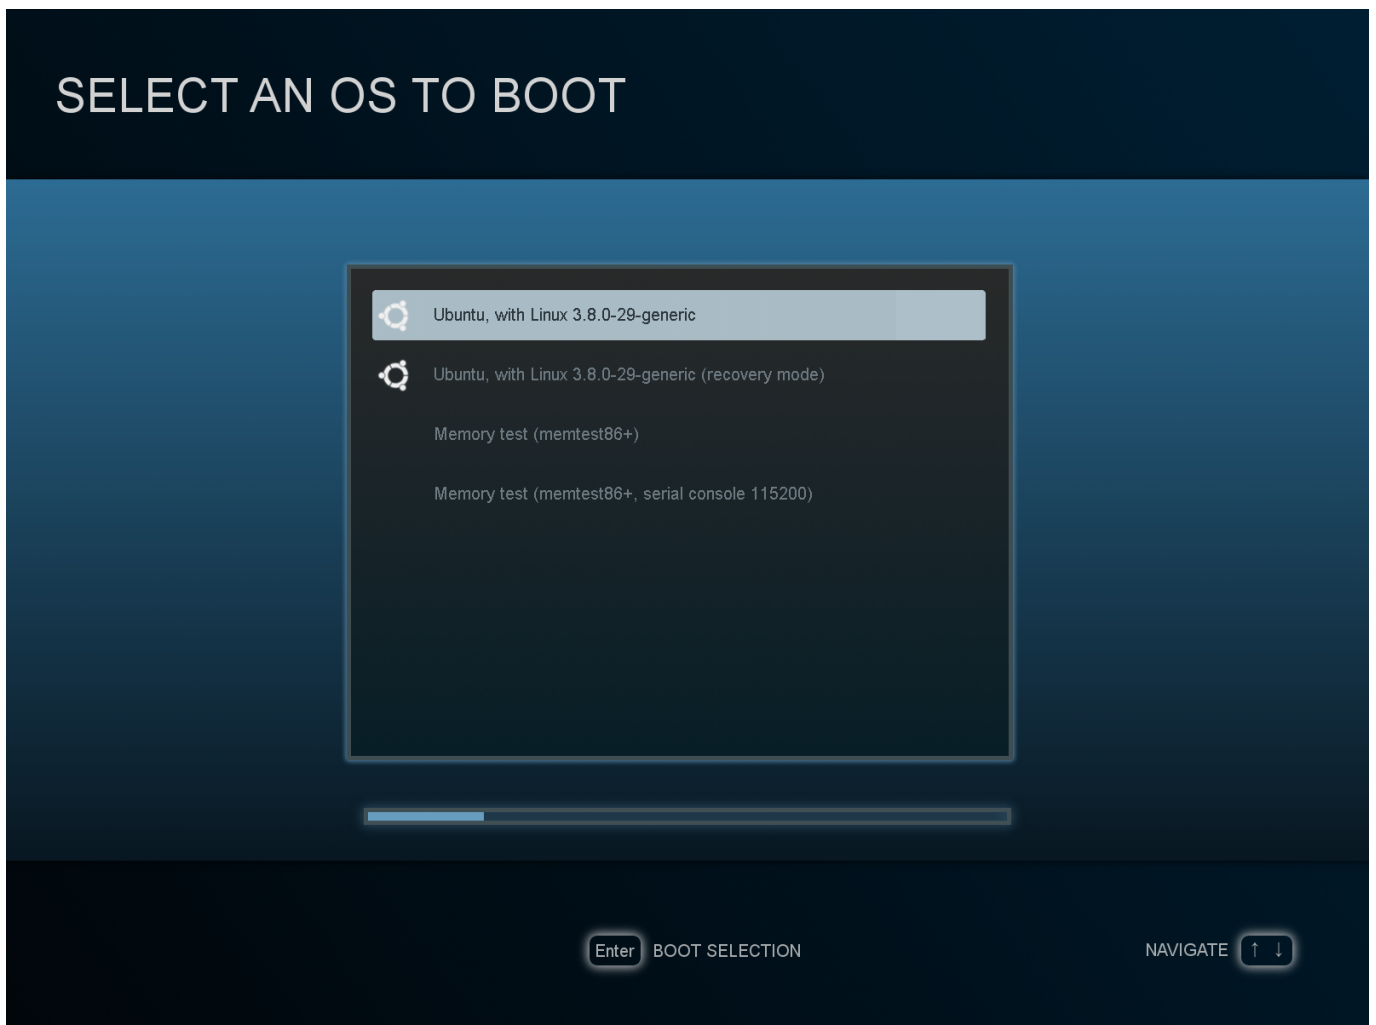 SELECT AN OS TO BOOT
Ubuntu, with Linux 3.8.0-29-generic
Ubuntu, with Linux 3.8.0-29-generic (recovery mode)
Memory test (memtest86+)
Memory test (memtest86+, serial console 115200)
Enter BOOT SELECTION
NAVIGATE ↑ ↓